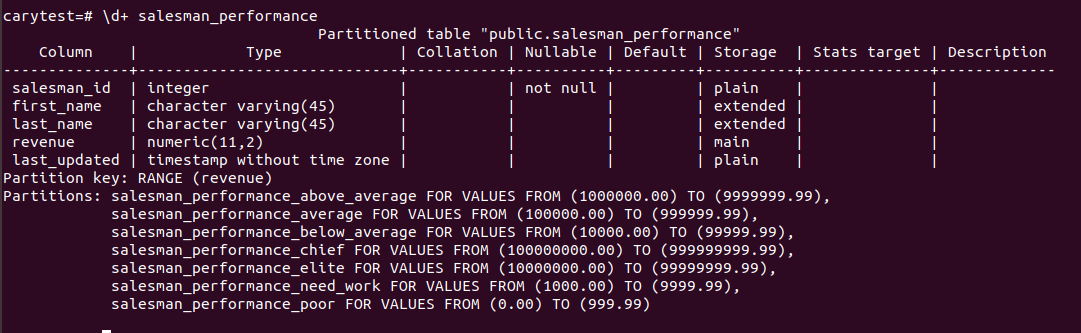 carytest=# \d+ salesman_performance
Partitioned table "public.salesman_performance"
Column | Type | Collation | Nullable | Default | Storage | Stats target | Description
--------------+-----------------------------+-----------+----------+---------+----------+--------------+-------------
salesman_id | integer | | not null | | plain | |
first_name | character varying(45) | | | | extended | |
last_name | character varying(45) | | | | extended | |
revenue | numeric(11,2) | | | | main | |
last_updated | timestamp without time zone | | | | plain | |
Partition key: RANGE (revenue)
Partitions: salesman_performance_above_average FOR VALUES FROM (1000000.00) TO (9999999.99),
salesman_performance_average FOR VALUES FROM (100000.00) TO (999999.99),
salesman_performance_below_average FOR VALUES FROM (10000.00) TO (99999.99),
salesman_performance_chief FOR VALUES FROM (100000000.00) TO (999999999.99),
salesman_performance_elite FOR VALUES FROM (10000000.00) TO (99999999.99),
salesman_performance_need_work FOR VALUES FROM (1000.00) TO (9999.99),
salesman_performance_poor FOR VALUES FROM (0.00) TO (999.99)